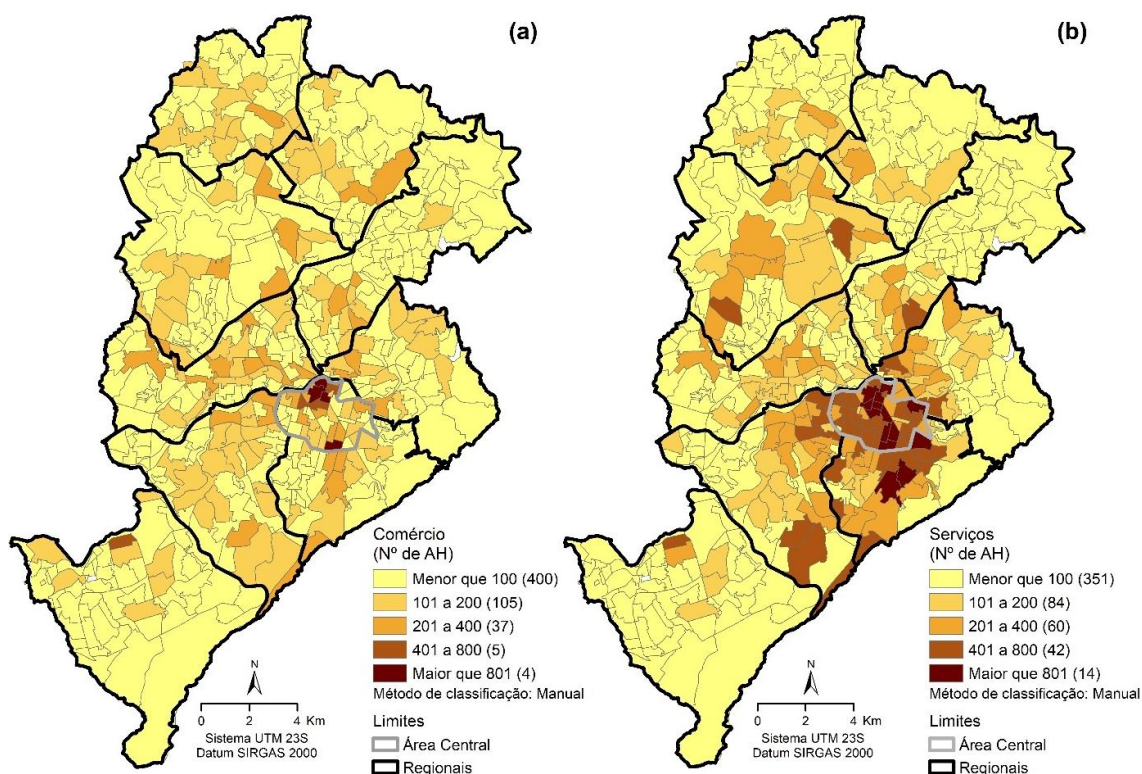 (a)
Comércio
(Nº de AH)
Menor que 100 (400)
101 a 200 (105)
201 a 400 (37)
401 a 800 (5)
Maior que 801 (4)
Método de classificação: Manual
Limites
Área Central
Regionais
N
0 2 4 Km
Sistema UTM 23S
Datum SIRGAS 2000
(b)
Serviços
(Nº de AH)
Menor que 100 (351)
101 a 200 (84)
201 a 400 (60)
401 a 800 (42)
Maior que 801 (14)
Método de classificação: Manual
Limites
Área Central
Regionais
N
0 2 4 Km
Sistema UTM 23S
Datum SIRGAS 2000